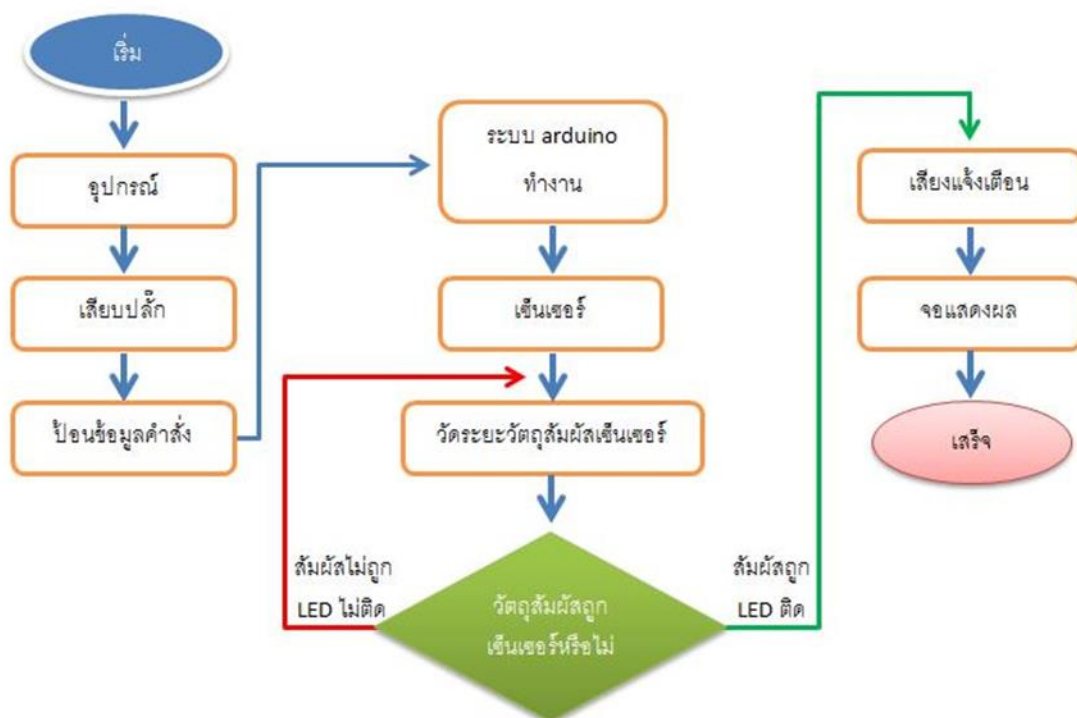 เริ่ม
อุปกรณ์
เสียบปลั๊ก
ป้อนข้อมูลคำสั่ง
ระบบ arduino
ทำงาน
เซ็นเซอร์
วัดระยะวัตถุสัมผัสเซ็นเซอร์
วัตถุสัมผัสถูก
เซ็นเซอร์หรือไม่
สัมผัสไม่ถูก
LED ไม่ติด
สัมผัสถูก
LED ติด
เสียงแจ้งเตือน
จอแสดงผล
เสร็จ